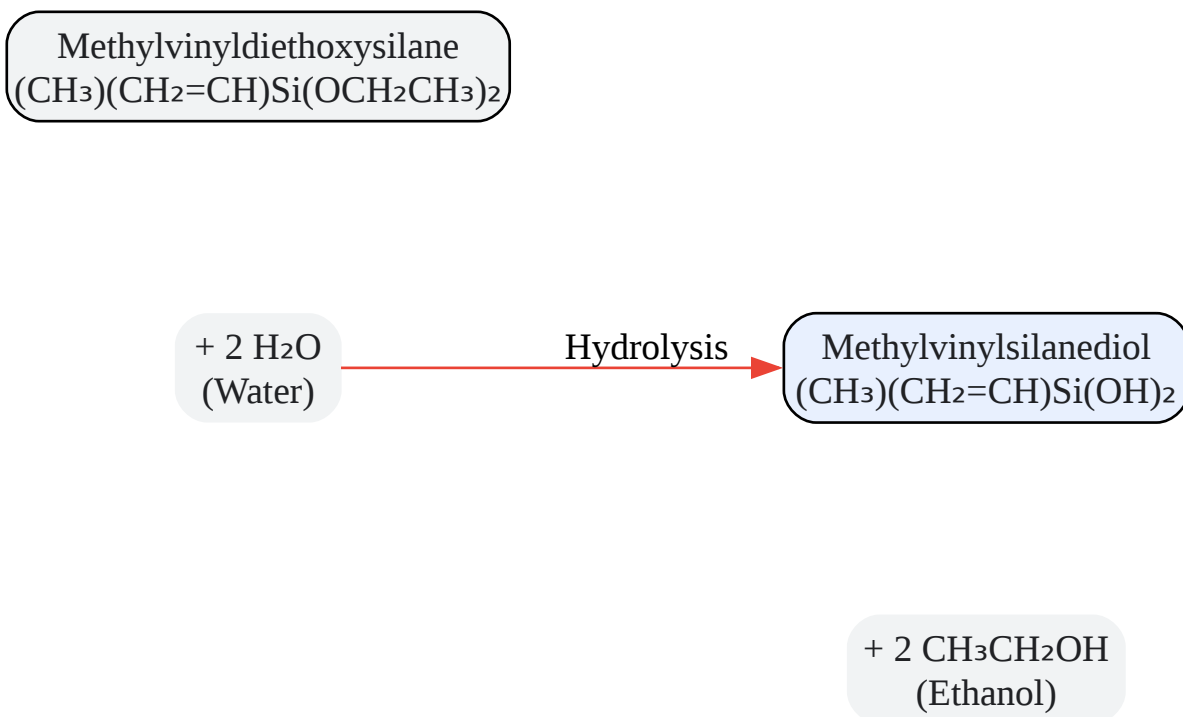 Methylvinyldiethoxysilane
(CH₃)(CH₂=CH)Si(OCH₂CH₃)₂
+ 2 H₂O
(Water)
Hydrolysis
Methylvinylsilanediol
(CH₃)(CH₂=CH)Si(OH)₂
+ 2 CH₃CH₂OH
(Ethanol)